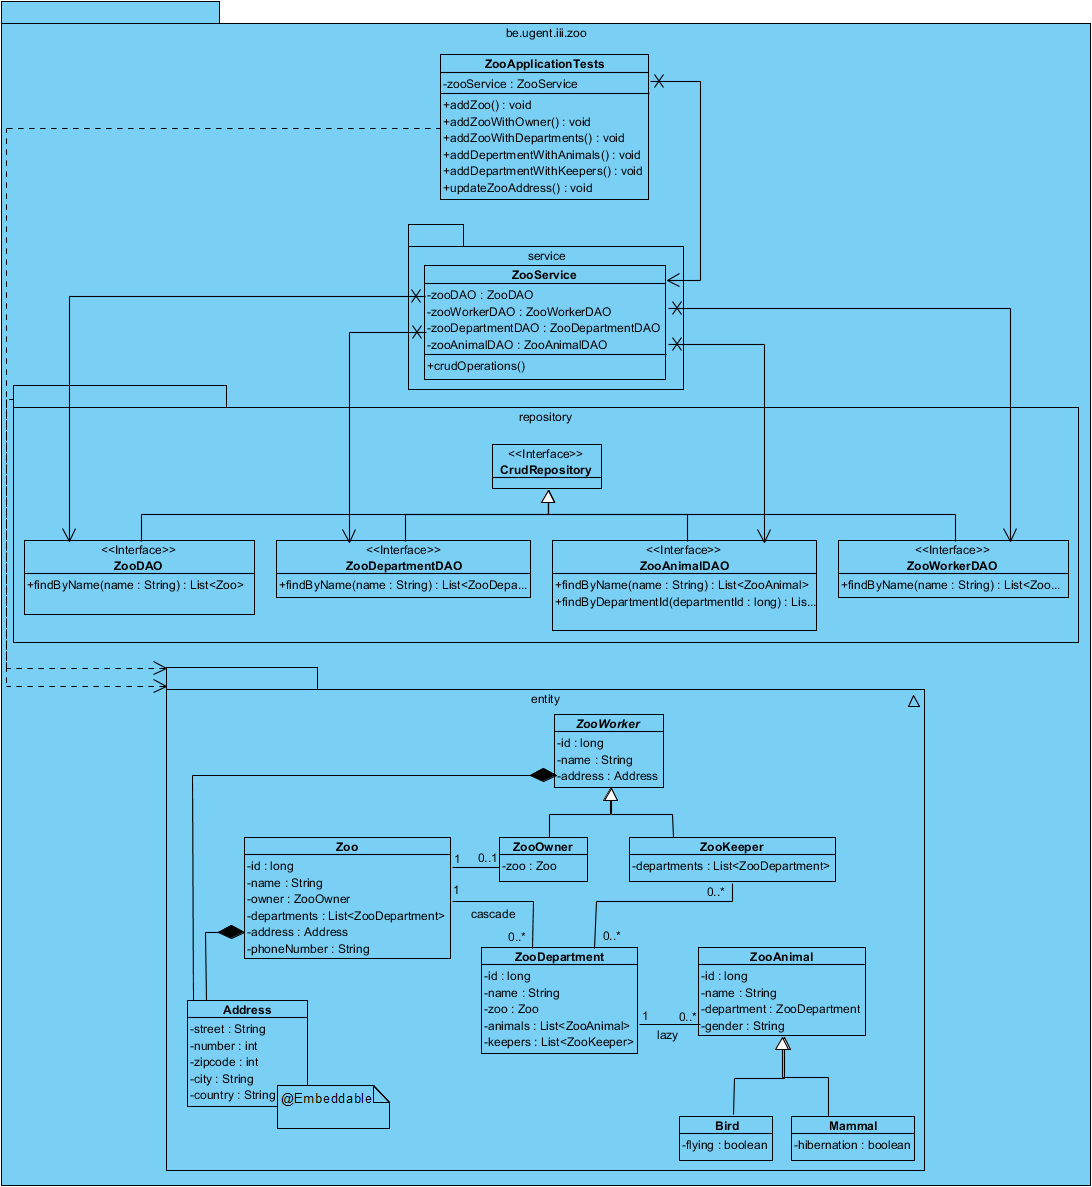 be.ugent.iii.zoo
ZooApplicationTests
-zooService : ZooService
+addZoo() : void
+addZooWithOwner() : void
+addZooWithDepartments() : void
+addDepertmentWithAnimals() : void
+addDepartmentWithKeepers() : void
+updateZooAddress() : void
service
ZooService
-zooDAO : ZooDAO
-zooWorkerDAO : ZooWorkerDAO
-zooDepartmentDAO : ZooDepartmentDAO
-zooAnimalDAO : ZooAnimalDAO
+crudOperations()
repository
<<Interface>>
CrudRepository
<<Interface>>
ZooDAO
+findByName(name : String) : List<Zoo>
<<Interface>>
ZooDepartmentDAO
+findByName(name : String) : List<ZooDepa...
<<Interface>>
ZooAnimalDAO
+findByName(name : String) : List<ZooAnimal>
+findByDepartmentId(departmentId : long) : Lis...
<<Interface>>
ZooWorkerDAO
+findByName(name : String) : List<Zoo...
entity
ZooWorker
-id : long
-name : String
-address : Address
Zoo
-id : long
-name : String
-owner : ZooOwner
-departments : List<ZooDepartment>
-address : Address
-phoneNumber : String
1
0..1
ZooOwner
-zoo : Zoo
ZooKeeper
-departments : List<ZooDepartment>
1
cascade
0..*
0..*
0..*
ZooDepartment
-id : long
-name : String
-zoo : Zoo
-animals : List<ZooAnimal>
-keepers : List<ZooKeeper>
1
0..*
lazy
ZooAnimal
-id : long
-name : String
-department : ZooDepartment
-gender : String
Address
-street : String
-number : int
-zipcode : int
-city : String
-country : String
@Embeddable
Bird
-flying : boolean
Mammal
-hibernation : boolean